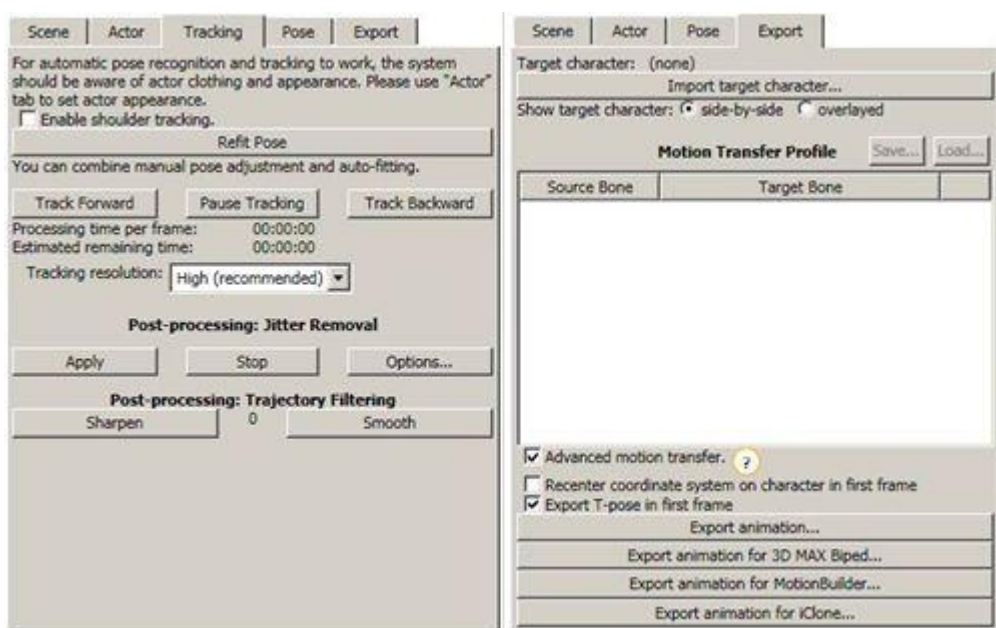 Scene Actor Tracking Pose Export
For automatic pose recognition and tracking to work, the system
should be aware of actor clothing and appearance. Please use "Actor"
tab to set actor appearance.
Enable shoulder tracking.
Refit Pose
You can combine manual pose adjustment and auto-fitting.
Track Forward Pause Tracking Track Backward
Processing time per frame: 00:00:00
Estimated remaining time: 00:00:00
Tracking resolution: High (recommended)
Post-processing: Jitter Removal
Apply Stop Options...
Post-processing: Trajectory Filtering
Sharpen 0 Smooth
Scene Actor Pose Export
Target character: (none)
Import target character...
Show target character: side-by-side overlayed
Motion Transfer Profile Save... Load...
Source Bone Target Bone
Advanced motion transfer. ?
Recenter coordinate system on character in first frame
Export T-pose in first frame
Export animation...
Export animation for 3D MAX Biped...
Export animation for MotionBuilder...
Export animation for iClone...